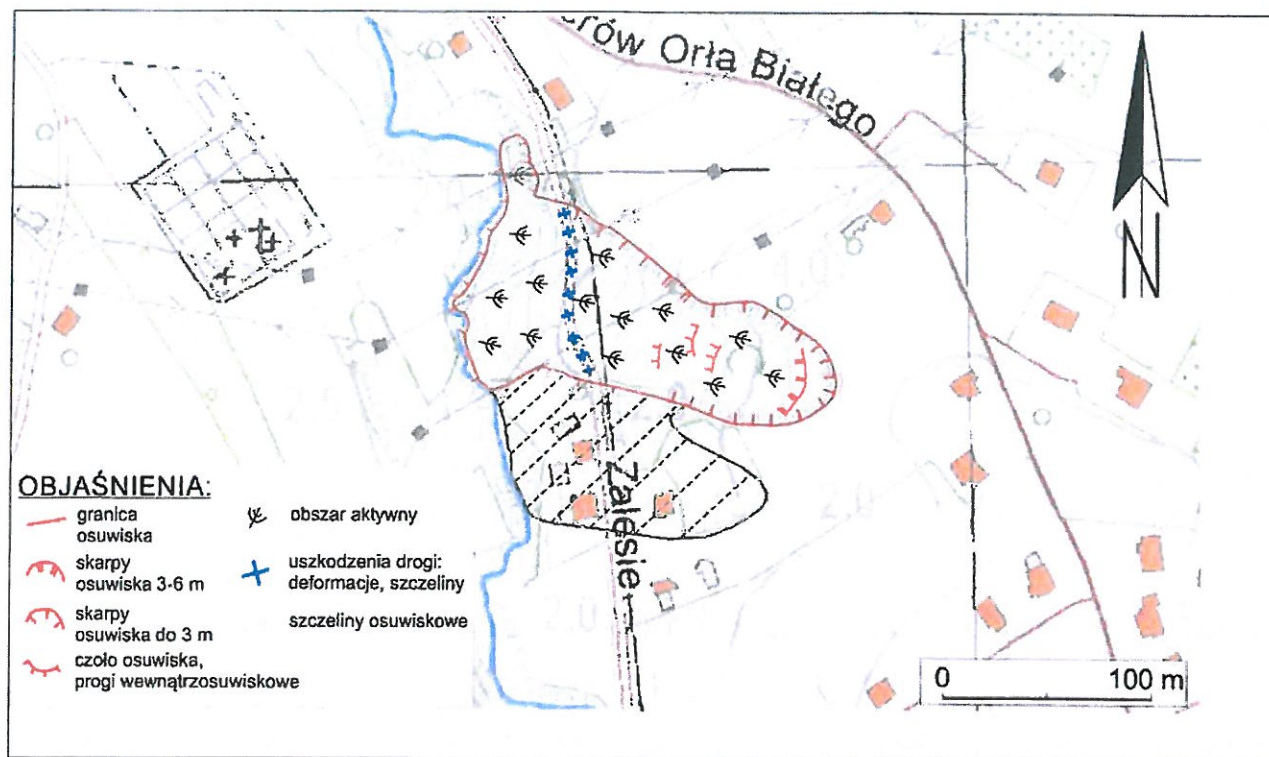 erów Orła Białego
N
Zalesie
OBJAŚNIENIA:
granica
osuwiska
skarpy
osuwiska 3-6 m
skarpy
osuwiska do 3 m
czoło osuwiska,
progi wewnątrzosuwiskowe
obszar aktywny
uszkodzenia drogi:
deformacje, szczeliny
szczeliny osuwiskowe
0 100 m